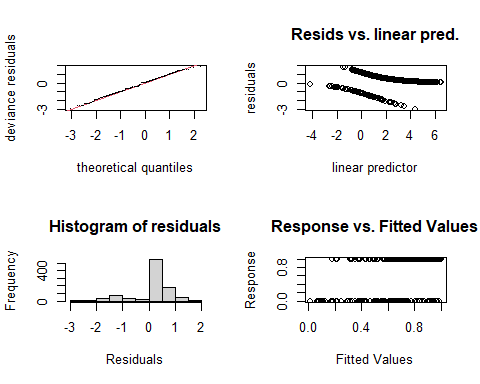 deviance residuals
0
-3
-3 -2 -1 0 1 2
theoretical quantiles
Resids vs. linear pred.
residuals
0
-3
-4 -2 0 2 4 6
linear predictor
Histogram of residuals
Frequency
400
0
-3 -2 -1 0 1 2
Residuals
Response vs. Fitted Values
Response
0.8
0.0
0.0 0.4 0.8
Fitted Values